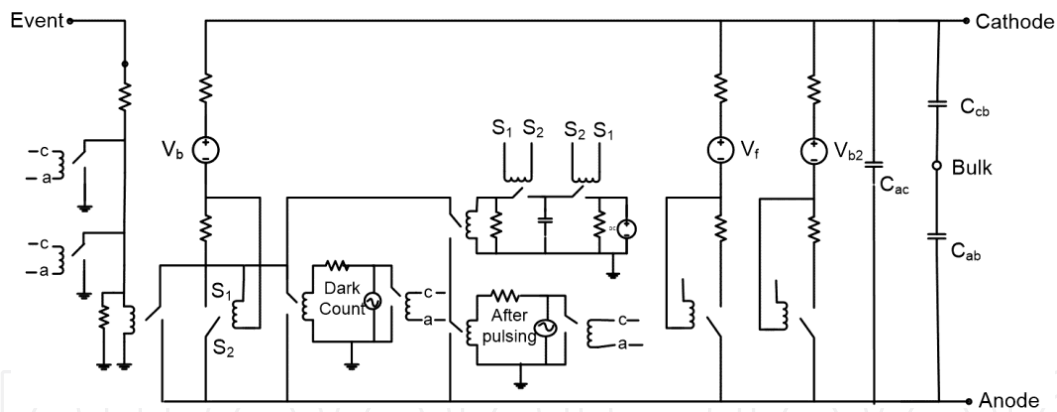 Event
Cathode
S₁ S₂ S₂ S₁
V_b
V_f
V_b2
C_cb
Bulk
C_ac
C_ab
c
a
c
a
S₁
S₂
Dark
Count
c
a
After
pulsing
c
a
Anode